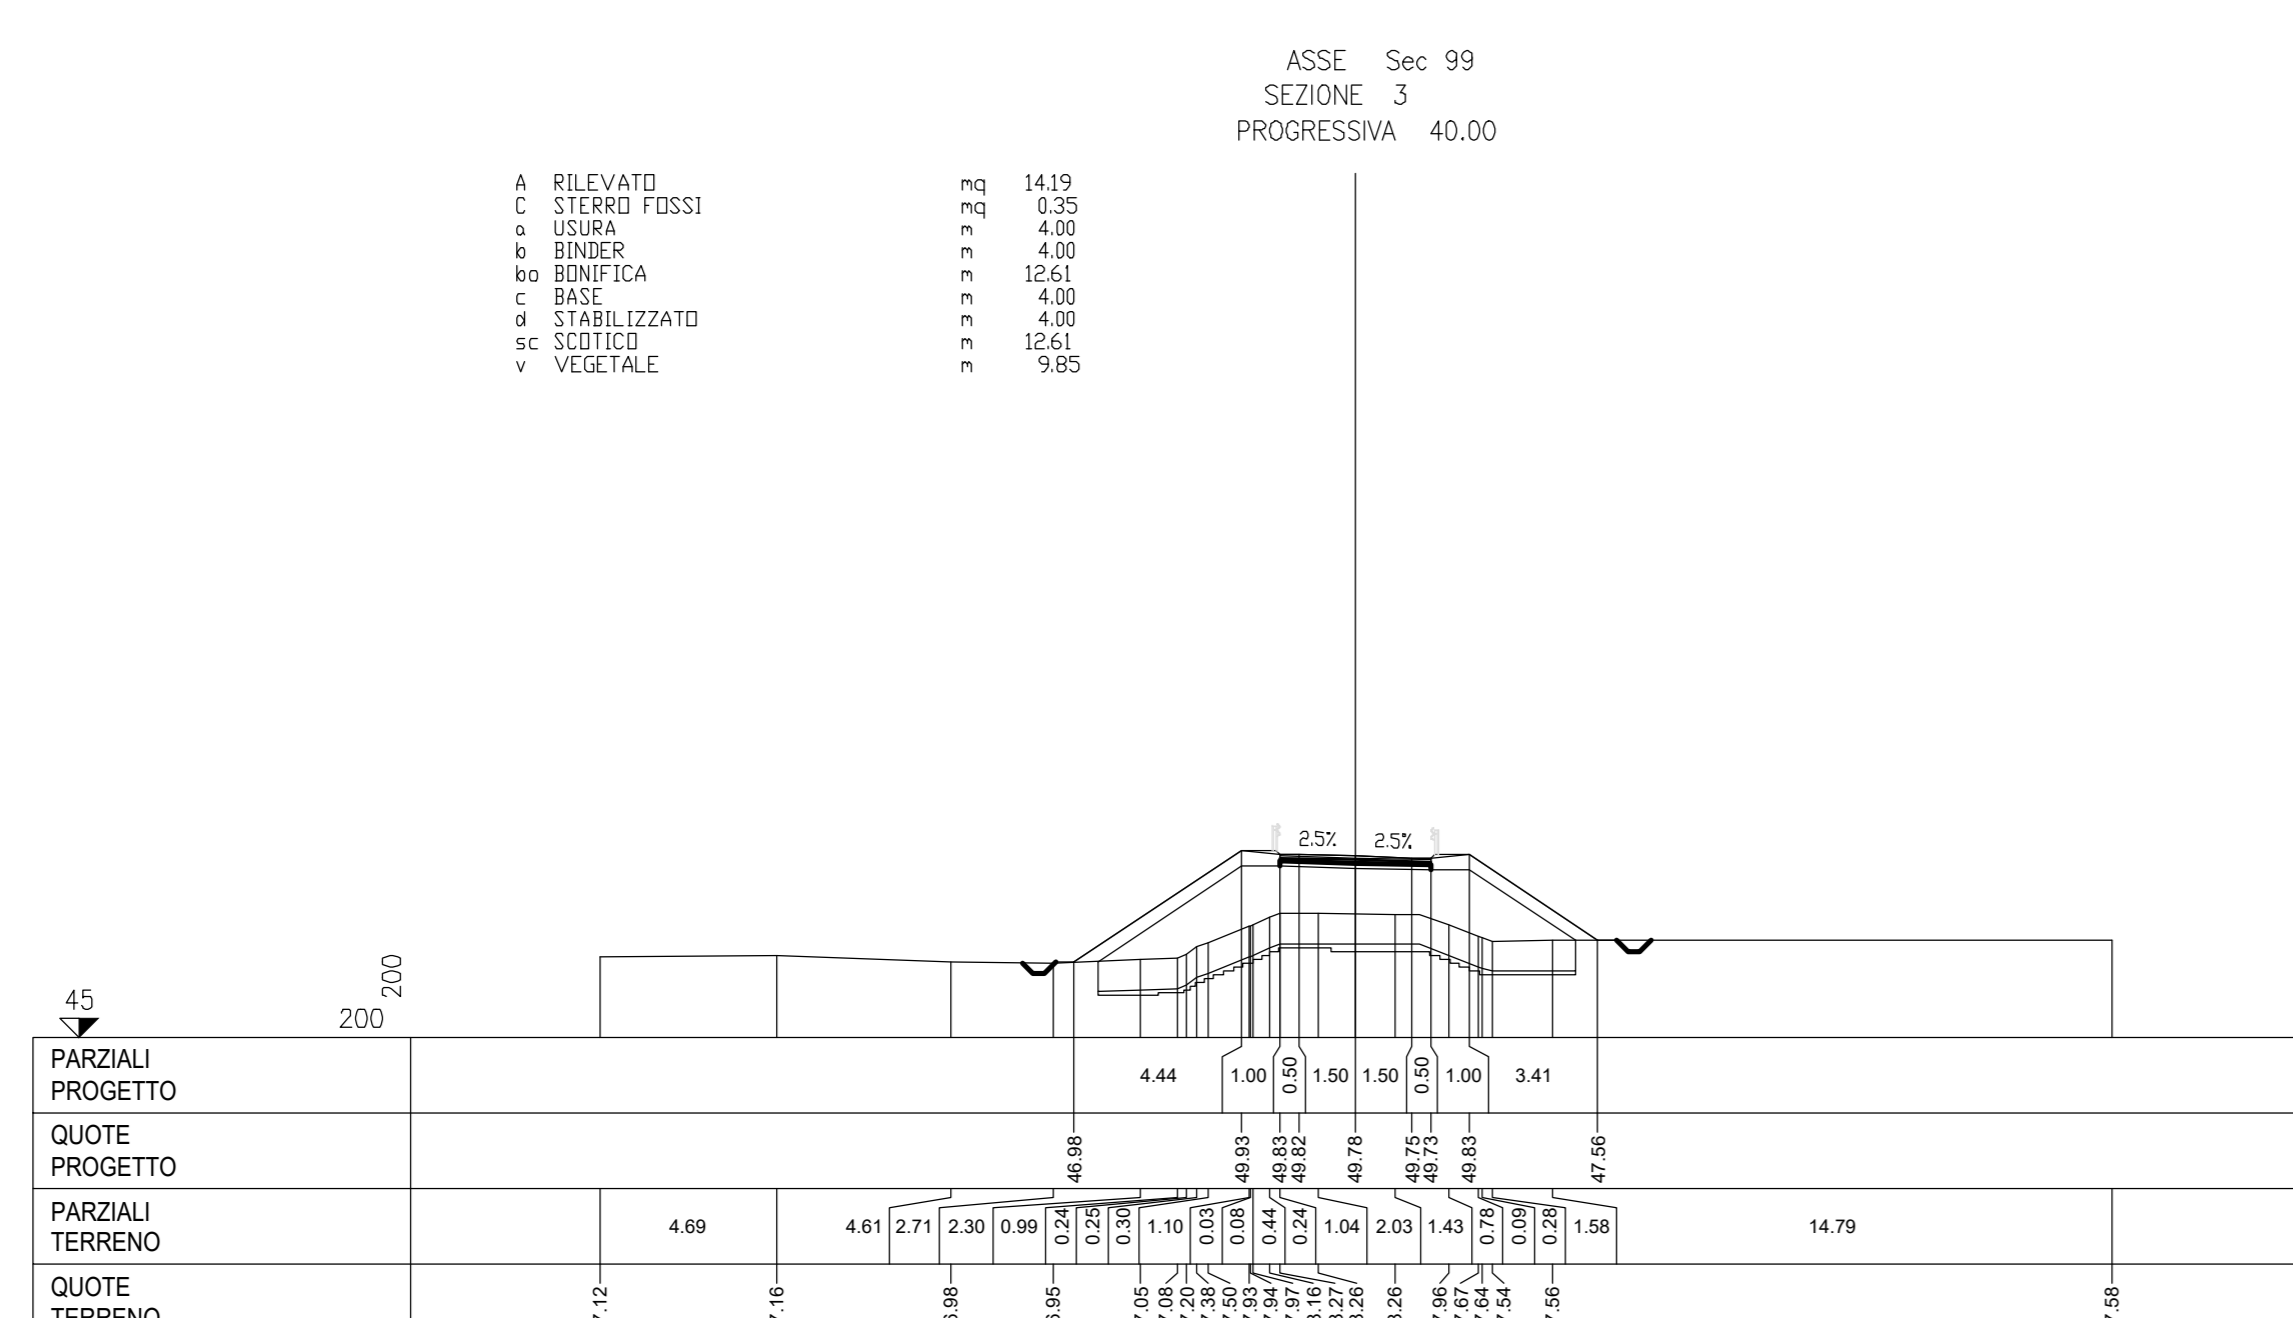 ASSE Sec 99
SEZIONE 3
PROGRESSIVA 40.00
A RILEVATO mq 14.19
C STERRO FOSSI mq 0.35
a USURA m 4.00
b BINDER m 4.00
bo BONIFICA m 12.61
c BASE m 4.00
d STABILIZZATO m 4.00
sc SCOTICO m 12.61
v VEGETALE m 9.85
2.5% 2.5%
45
200
200
PARZIALI
PROGETTO
4.44 1.00 0.50 1.50 1.50 0.50 1.00 3.41
QUOTE
PROGETTO
46.98 49.93 49.83 49.82 49.78 49.75 49.73 49.83 47.56
PARZIALI
TERRENO
4.69 4.61 2.71 2.30 0.99 0.24 0.25 0.30 1.10 0.03 0.08 0.44 0.24 1.04 2.03 1.43 0.78 0.09 0.28 1.58 14.79
QUOTE
TERRENO